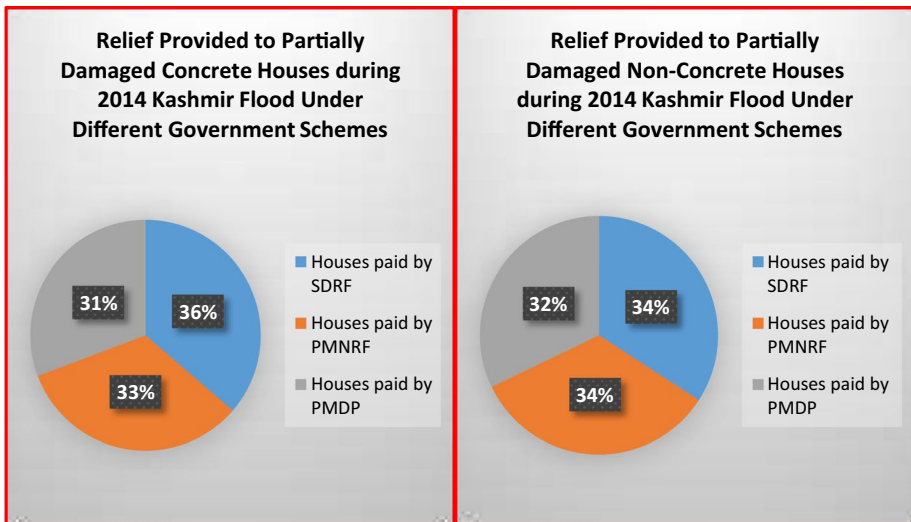 Relief Provided to Partially
Damaged Concrete Houses during
2014 Kashmir Flood Under
Different Government Schemes
31%
36%
33%
Houses paid by
SDRF
Houses paid by
PMNRF
Houses paid by
PMDP
Relief Provided to Partially
Damaged Non-Concrete Houses
during 2014 Kashmir Flood Under
Different Government Schemes
32%
34%
34%
Houses paid by
SDRF
Houses paid by
PMNRF
Houses paid by
PMDP